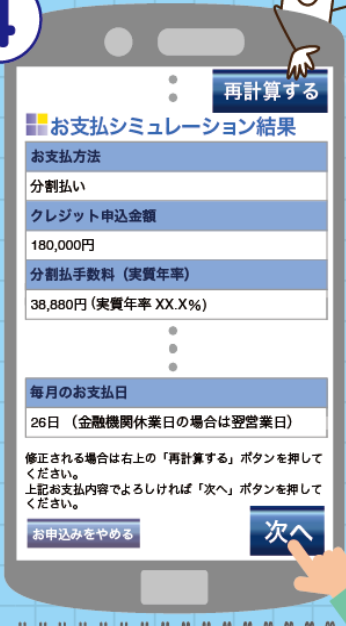 4
再計算する
お支払シミュレーション結果
お支払方法
分割払い
クレジット申込金額
180,000円
分割払手数料（実質年率）
38,880円（実質年率 XX.X%）
毎月のお支払日
26日 （金融機関休業日の場合は翌営業日）
修正される場合は右上の「再計算する」ボタンを押して
ください。
上記お支払内容でよろしければ「次へ」ボタンを押して
ください。
お申込みをやめる
次へ